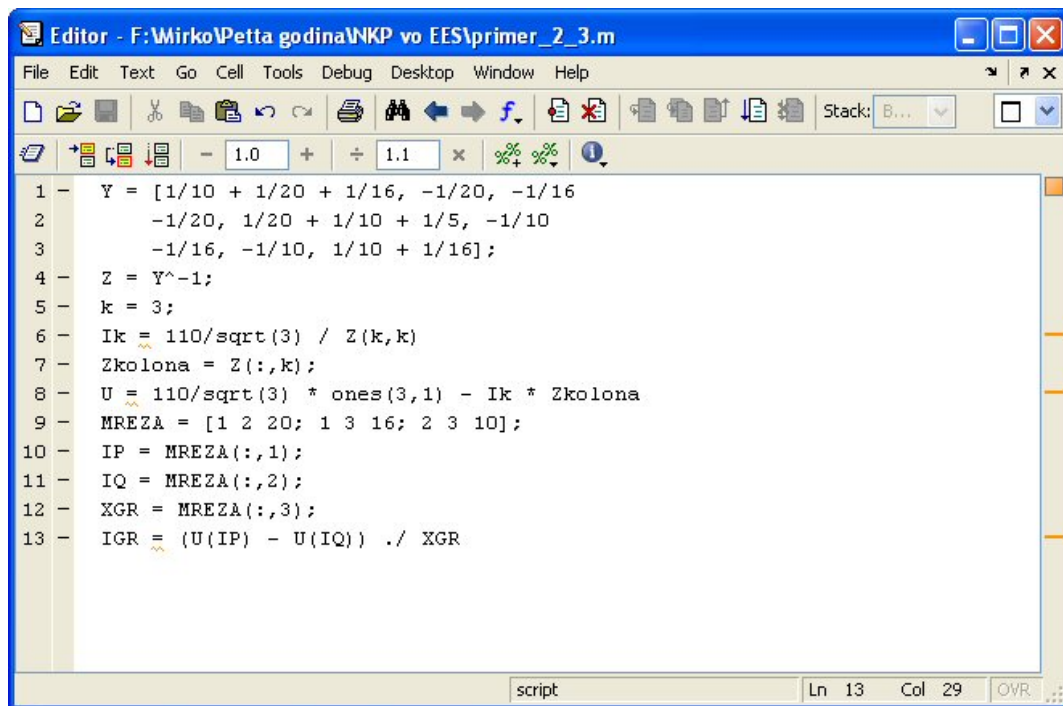 Editor - F:\Mirko\Petta godina\NKP vo EES\primer_2_3.m
File Edit Text Go Cell Tools Debug Desktop Window Help
Stack: B...
- 1.0 + ÷ 1.1 ×
1 - Y = [1/10 + 1/20 + 1/16, -1/20, -1/16
2 -1/20, 1/20 + 1/10 + 1/5, -1/10
3 -1/16, -1/10, 1/10 + 1/16];
4 - Z = Y^-1;
5 - k = 3;
6 - Ik = 110/sqrt(3) / Z(k,k)
7 - Zkolona = Z(:,k);
8 - U = 110/sqrt(3) * ones(3,1) - Ik * Zkolona
9 - MREZA = [1 2 20; 1 3 16; 2 3 10];
10 - IP = MREZA(:,1);
11 - IQ = MREZA(:,2);
12 - XGR = MREZA(:,3);
13 - IGR = (U(IP) - U(IQ)) ./ XGR
script Ln 13 Col 29 OVR